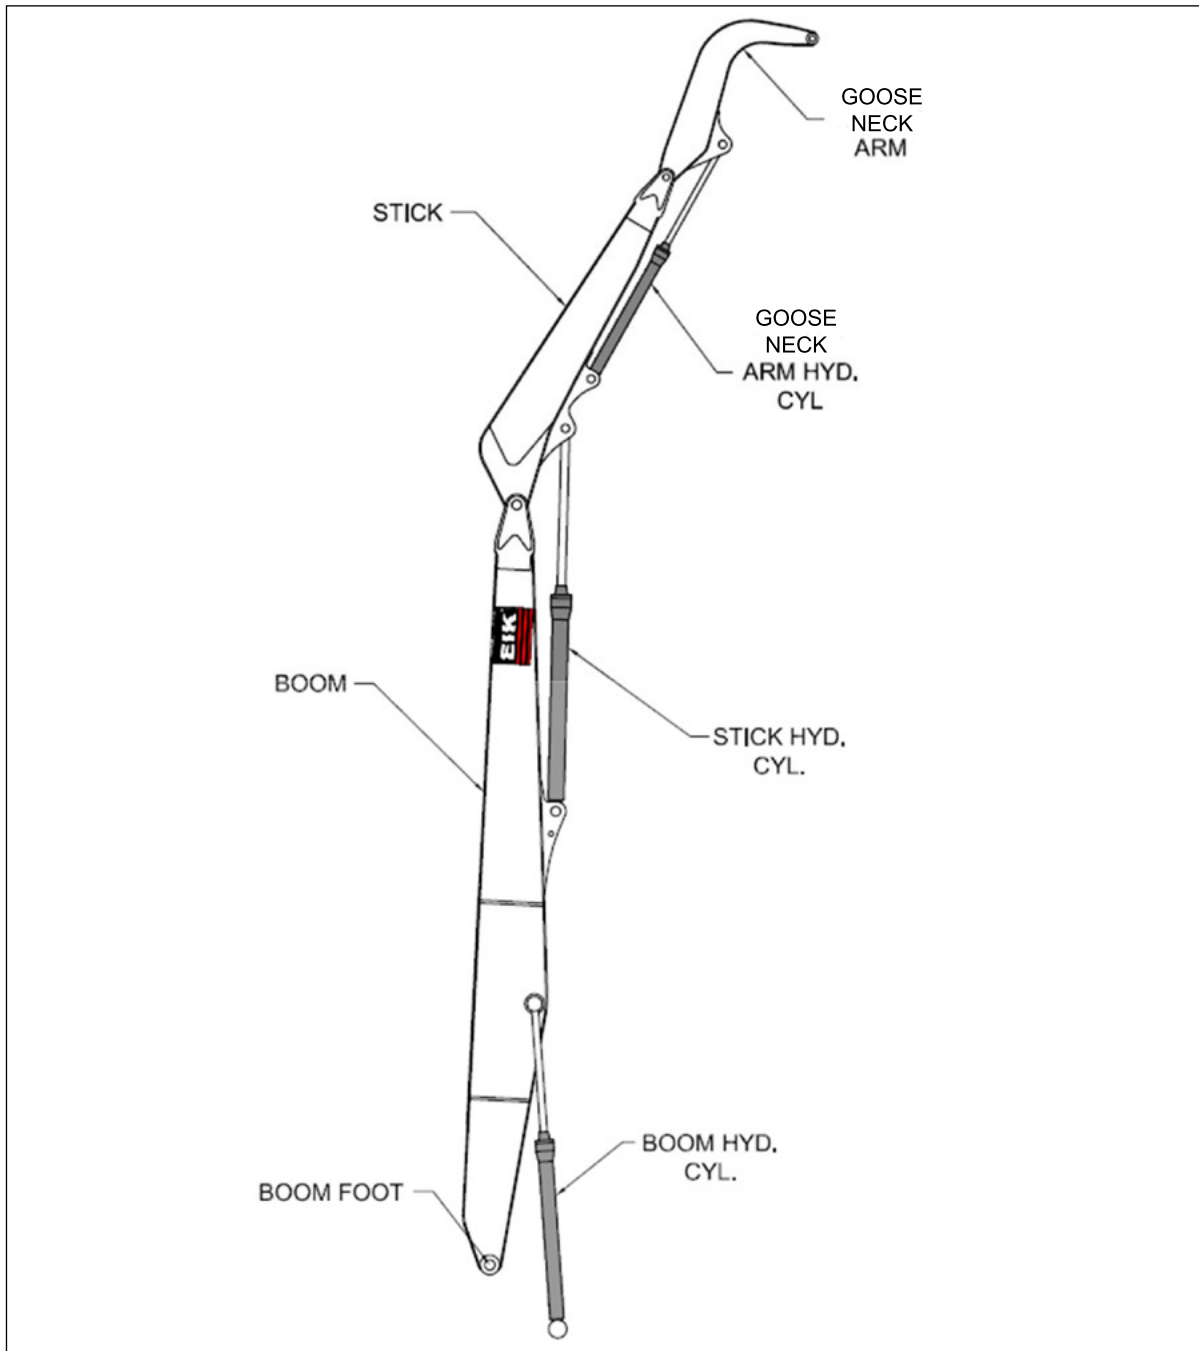 GOOSE
NECK
ARM
STICK
GOOSE
NECK
ARM HYD.
CYL
EIK
BOOM
STICK HYD.
CYL.
BOOM HYD.
CYL.
BOOM FOOT